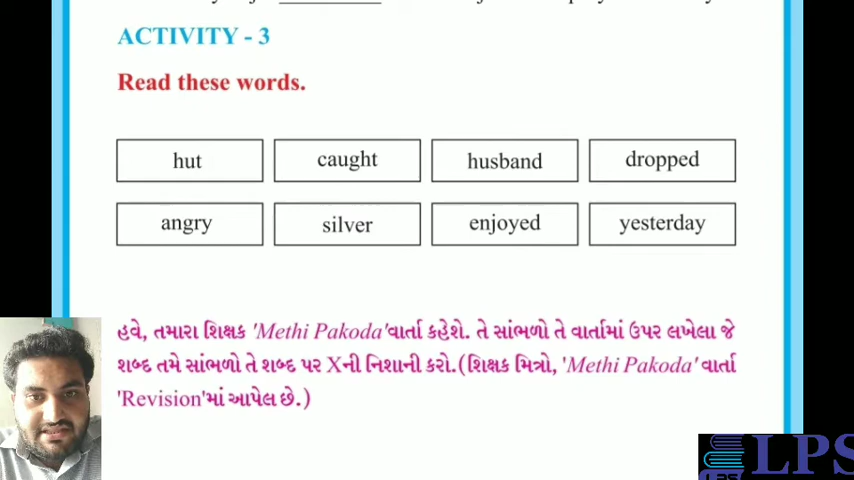 ACTIVITY - 3
Read these words.
hut caught husband dropped
angry silver enjoyed yesterday
હવે, તમારા શિક્ષક 'Methi Pakoda'વાર્તા કહેશે. તે સાંભળો તે વાર્તામાં ઉપર લખેલા જે
શબ્દ તમે સાંભળો તે શબ્દ પર Xની નિશાની કરો.(શિક્ષક મિત્રો, 'Methi Pakoda' વાર્તા
'Revision'માં આપેલ છે.)
LPS
LPS